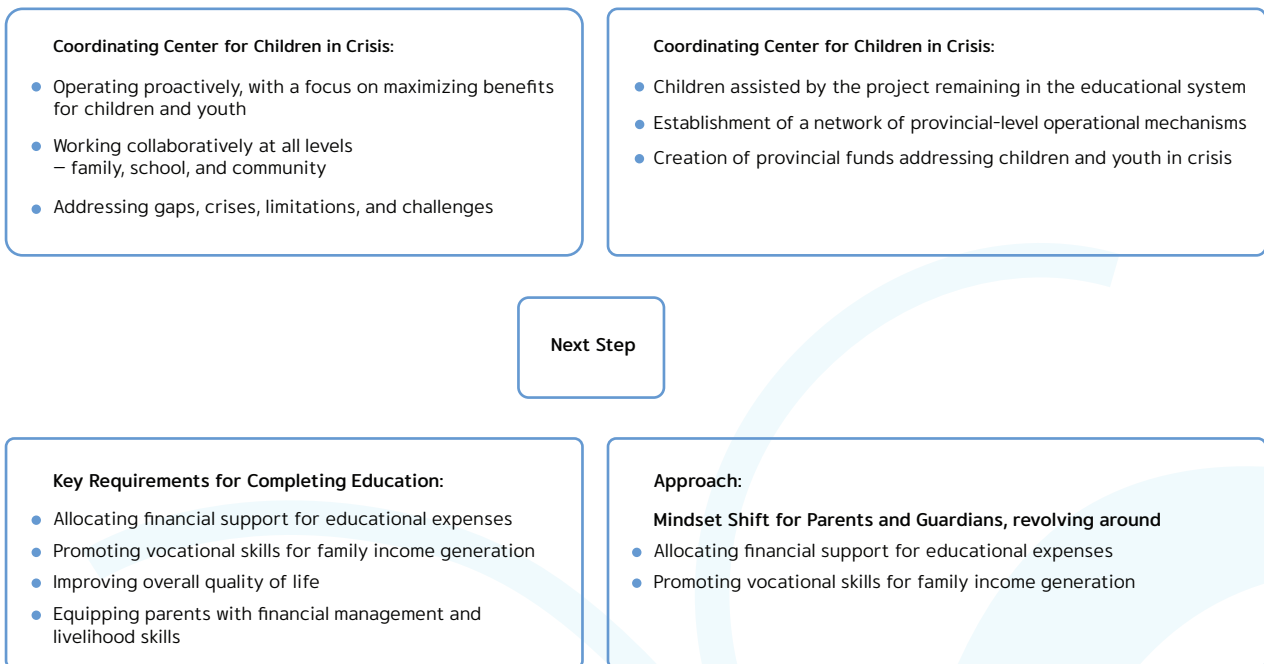 Coordinating Center for Children in Crisis:
Operating proactively, with a focus on maximizing benefits
for children and youth
Working collaboratively at all levels
– family, school, and community
Addressing gaps, crises, limitations, and challenges
Coordinating Center for Children in Crisis:
Children assisted by the project remaining in the educational system
Establishment of a network of provincial-level operational mechanisms
Creation of provincial funds addressing children and youth in crisis
Next Step
Key Requirements for Completing Education:
Allocating financial support for educational expenses
Promoting vocational skills for family income generation
Improving overall quality of life
Equipping parents with financial management and
livelihood skills
Approach:
Mindset Shift for Parents and Guardians, revolving around
Allocating financial support for educational expenses
Promoting vocational skills for family income generation